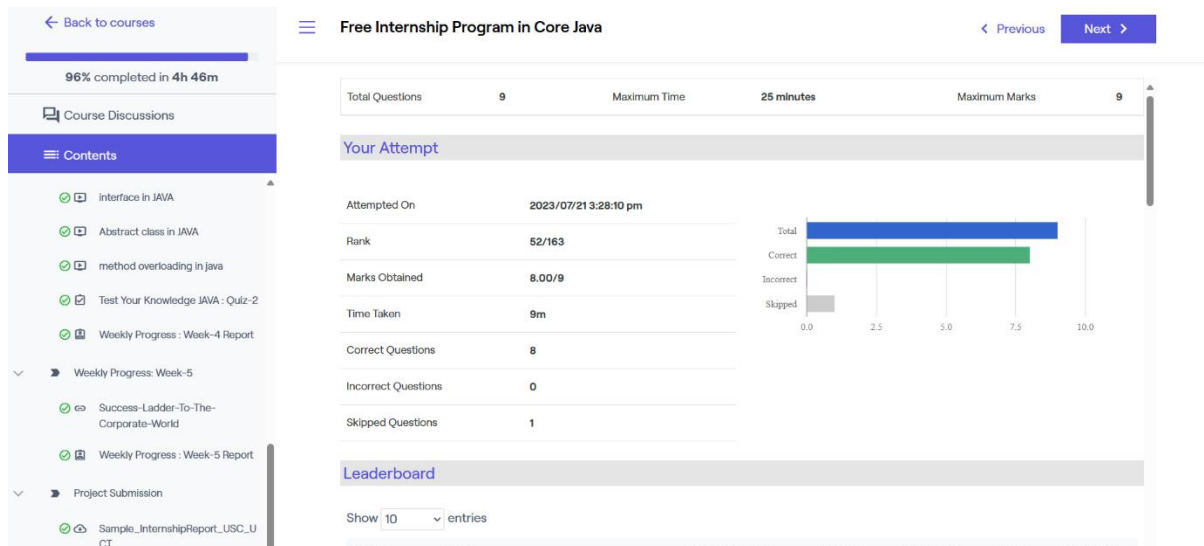 Back to courses
96% completed in 4h 46m
Course Discussions
Contents
interface in JAVA
Abstract class in JAVA
method overloading in java
Test Your Knowledge JAVA : Quiz-2
Weekly Progress : Week-4 Report
Weekly Progress: Week-5
Success-Ladder-To-The-
Corporate-World
Weekly Progress : Week-5 Report
Project Submission
Sample_InternshipReport_USC_U
CT
Free Internship Program in Core Java
Previous
Next
Total Questions 9 Maximum Time 25 minutes Maximum Marks 9
Your Attempt
Attempted On 2023/07/21 3:28:10 pm
Rank 52/163
Marks Obtained 8.00/9
Time Taken 9m
Correct Questions 8
Incorrect Questions 0
Skipped Questions 1
Total
Correct
Incorrect
Skipped
0.0 2.5 5.0 7.5 10.0
Leaderboard
Show 10 entries